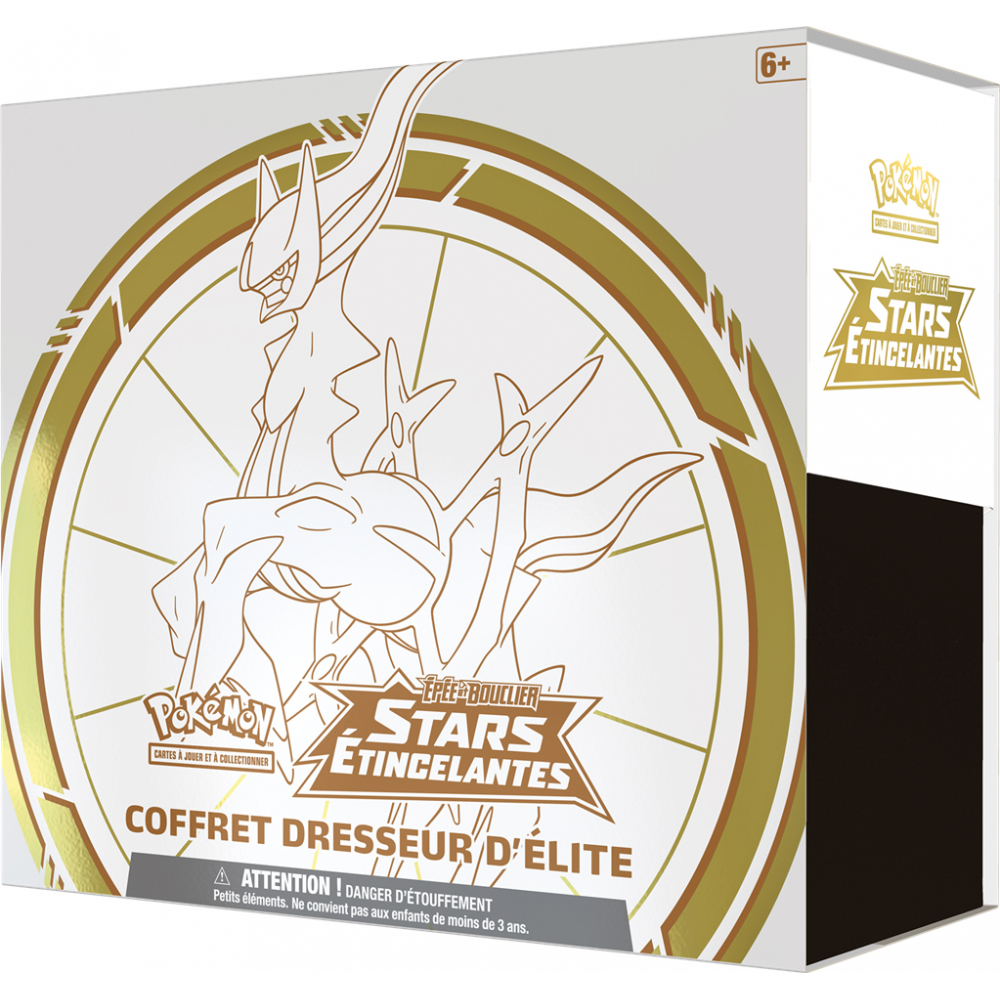 6+
Pokémon
CARTES À JOUER ET À COLLECTIONNER
ÉPÉE et BOUCLIER
STARS
ÉTINCELANTES
Pokémon™
CARTES À JOUER ET À COLLECTIONNER
ÉPÉE et BOUCLIER
STARS
ÉTINCELANTES
COFFRET DRESSEUR D'ÉLITE
⚠ ATTENTION ! DANGER D'ÉTOUFFEMENT
Petits éléments. Ne convient pas aux enfants de moins de 3 ans.